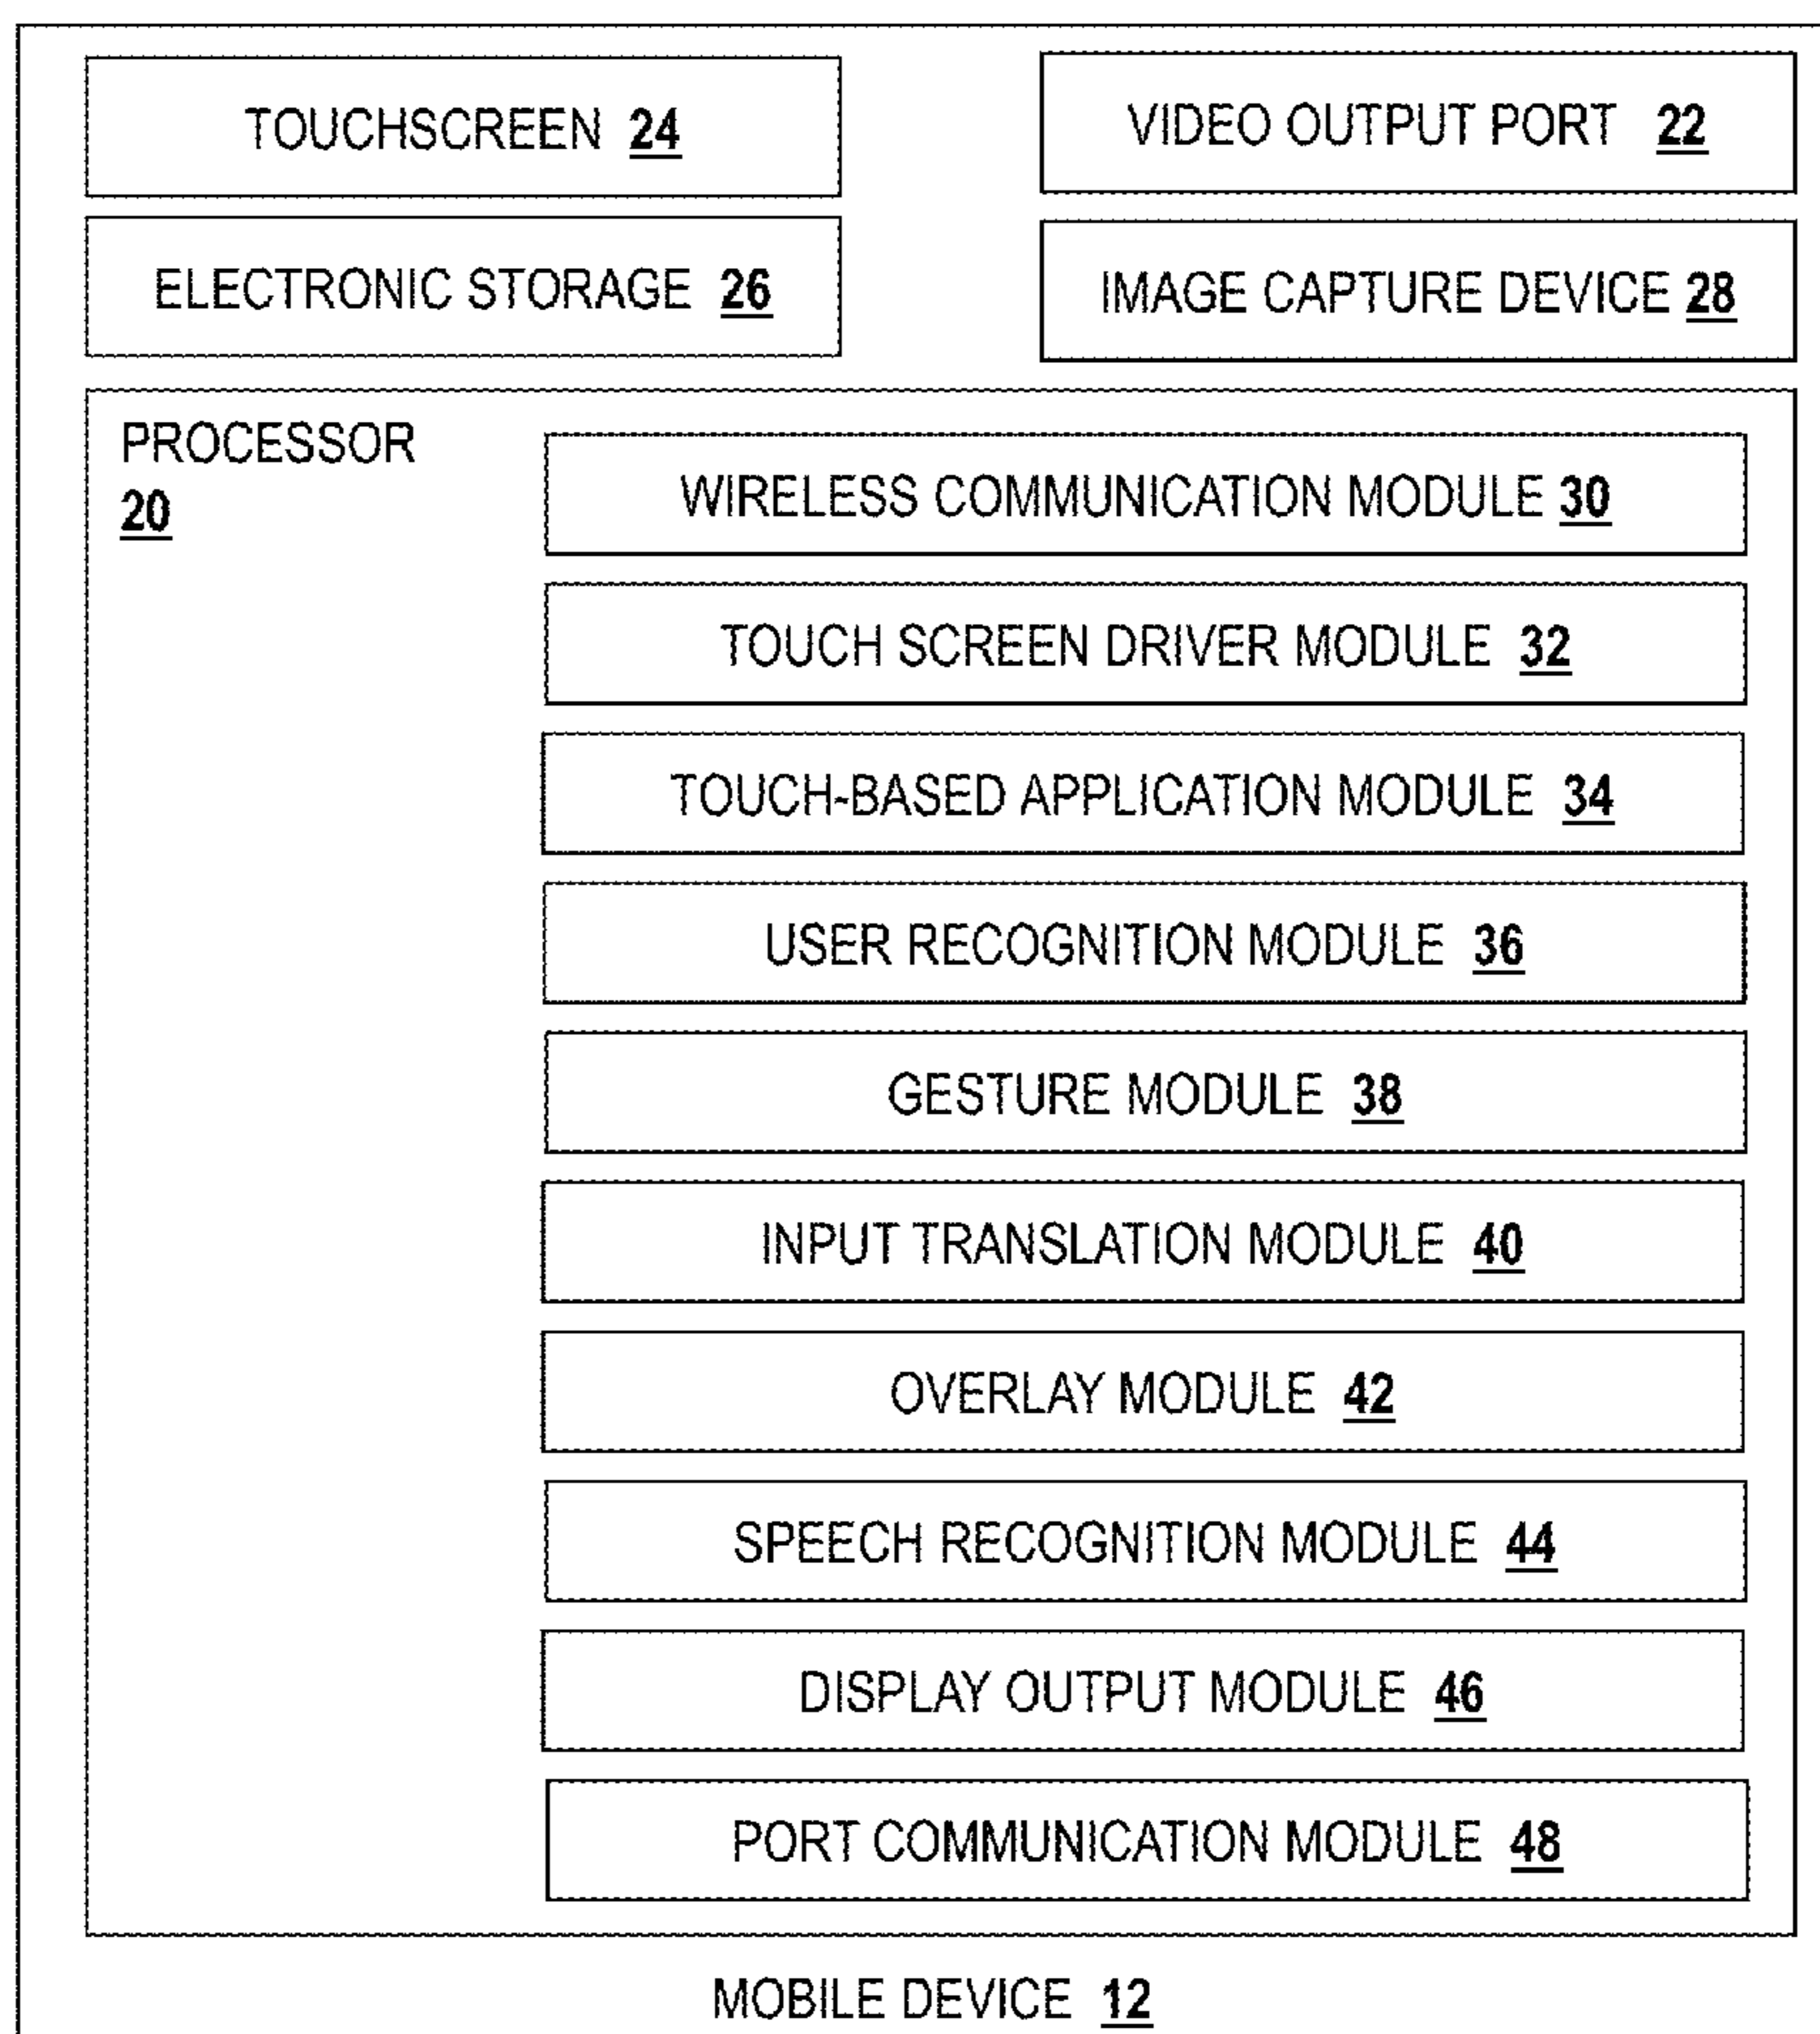 TOUCHSCREEN 24
VIDEO OUTPUT PORT 22
ELECTRONIC STORAGE 26
IMAGE CAPTURE DEVICE 28
PROCESSOR
20
WIRELESS COMMUNICATION MODULE 30
TOUCH SCREEN DRIVER MODULE 32
TOUCH-BASED APPLICATION MODULE 34
USER RECOGNITION MODULE 36
GESTURE MODULE 38
INPUT TRANSLATION MODULE 40
OVERLAY MODULE 42
SPEECH RECOGNITION MODULE 44
DISPLAY OUTPUT MODULE 46
PORT COMMUNICATION MODULE 48
MOBILE DEVICE 12